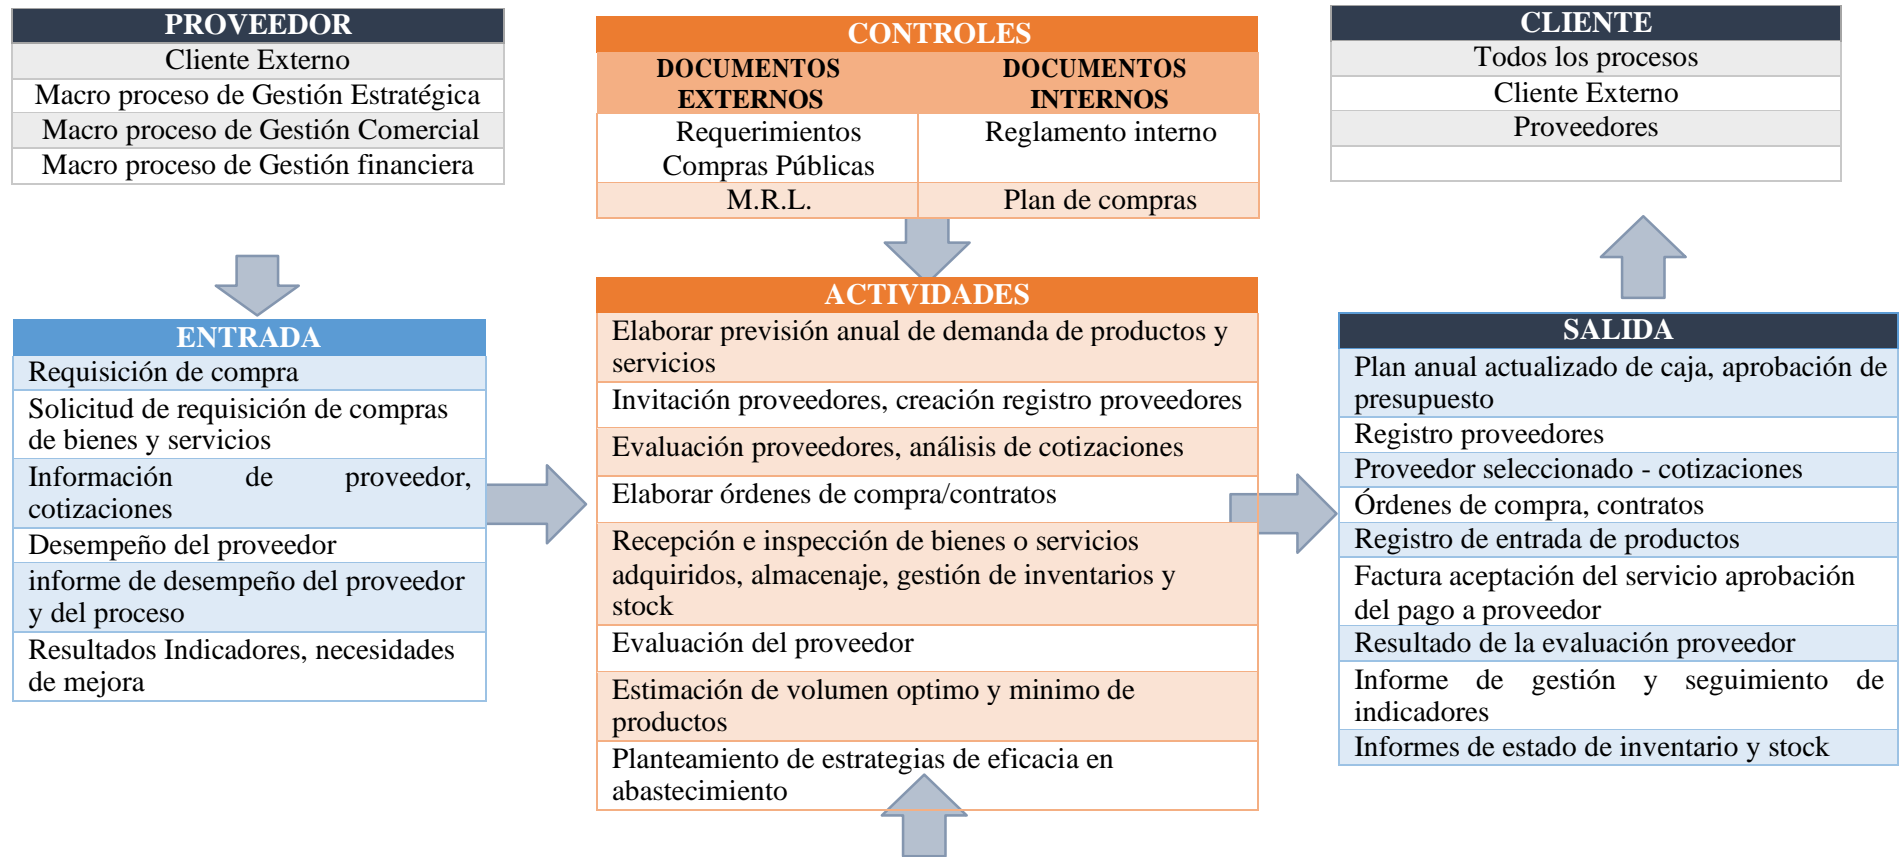 PROVEEDOR
Cliente Externo
Macro proceso de Gestión Estratégica
Macro proceso de Gestión Comercial
Macro proceso de Gestión financiera
CONTROLES
DOCUMENTOS EXTERNOS
DOCUMENTOS INTERNOS
Requerimientos
Compras Públicas
Reglamento interno
M.R.L.
Plan de compras
CLIENTE
Todos los procesos
Cliente Externo
Proveedores
ENTRADA
Requisición de compra
Solicitud de requisición de compras
de bienes y servicios
Información de proveedor,
cotizaciones
Desempeño del proveedor
informe de desempeño del proveedor
y del proceso
Resultados Indicadores, necesidades
de mejora
ACTIVIDADES
Elaborar previsión anual de demanda de productos y
servicios
Invitación proveedores, creación registro proveedores
Evaluación proveedores, análisis de cotizaciones
Elaborar órdenes de compra/contratos
Recepción e inspección de bienes o servicios
adquiridos, almacenaje, gestión de inventarios y
stock
Evaluación del proveedor
Estimación de volumen optimo y minimo de
productos
Planteamiento de estrategias de eficacia en
abastecimiento
SALIDA
Plan anual actualizado de caja, aprobación de
presupuesto
Registro proveedores
Proveedor seleccionado - cotizaciones
Órdenes de compra, contratos
Registro de entrada de productos
Factura aceptación del servicio aprobación
del pago a proveedor
Resultado de la evaluación proveedor
Informe de gestión y seguimiento de
indicadores
Informes de estado de inventario y stock